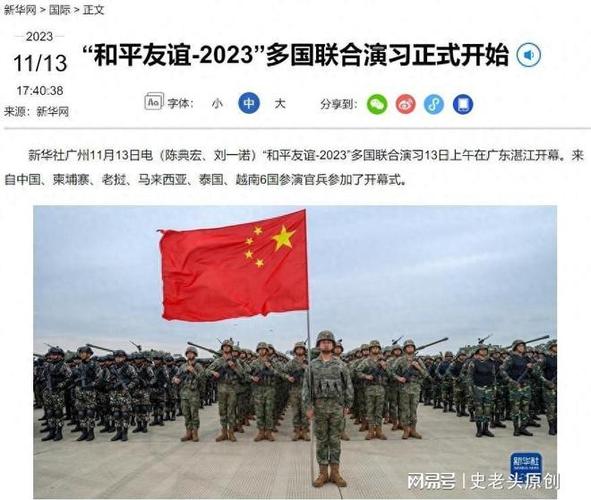 新华网 > 国际 > 正文
2023
11/13
17:40:38
来源：新华网
“和平友谊-2023”多国联合演习正式开始
Aa 字体： 小 中 大 分享到：
新华社广州11月13日电（陈典宏、刘一诺）“和平友谊-2023”多国联合演习13日上午在广东湛江开幕。来
自中国、柬埔寨、老挝、马来西亚、泰国、越南6国参演官兵参加了开幕式。
新华社
网易号 | 史老头原创